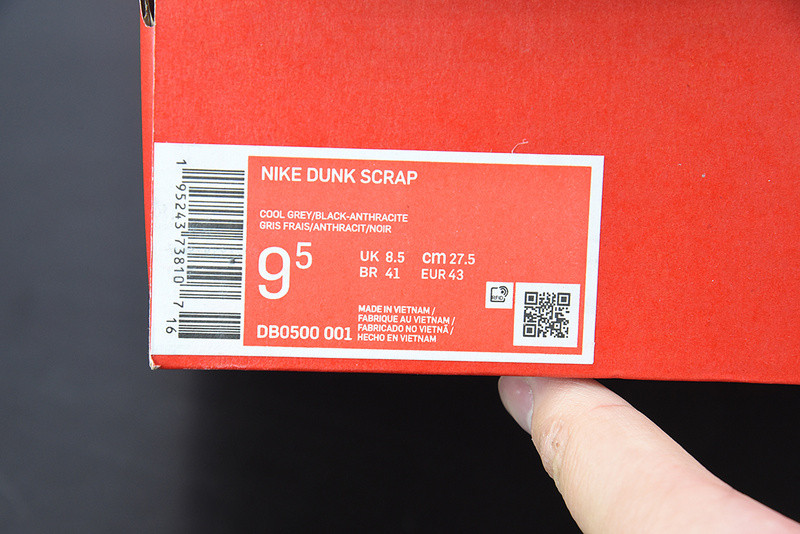 1 95243 73810 7 16
NIKE DUNK SCRAP
COOL GREY/BLACK-ANTHRACITE
GRIS FRAIS/ANTHRACIT/NOIR
9⁵
UK 8.5 cm 27.5
BR 41 EUR 43
MADE IN VIETNAM /
FABRIQUE AU VIETNAM /
FABRICADO NO VIETNÃ /
HECHO EN VIETNAM
DB0500 001
RFID